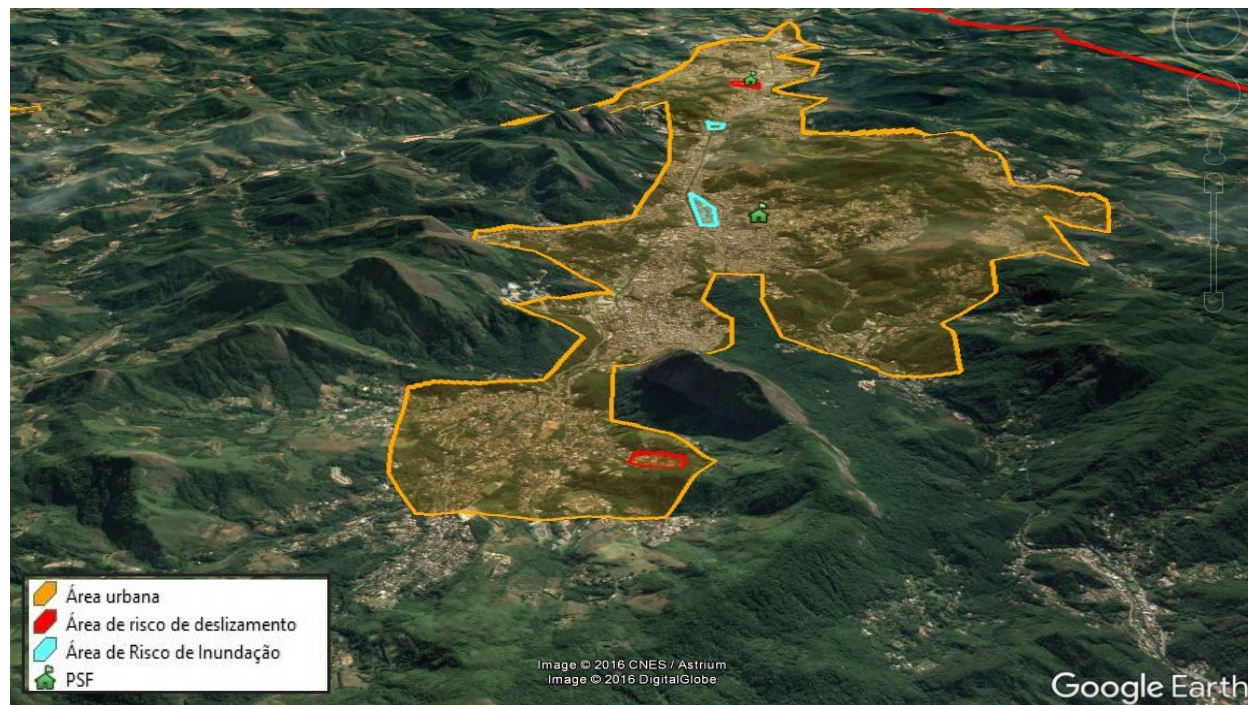 Área urbana
Área de risco de deslizamento
Área de Risco de Inundação
PSF
Image © 2016 CNES / Astrium
Image © 2016 DigitalGlobe
Google Earth